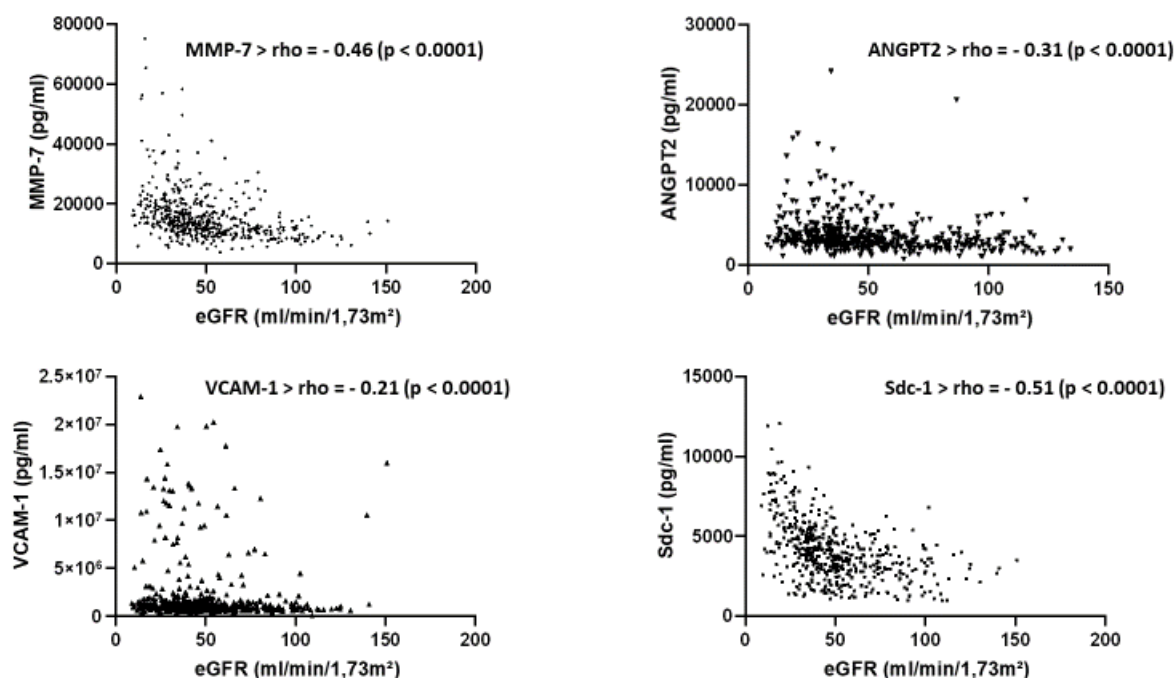 MMP-7 > rho = - 0.46 (p < 0.0001)
MMP-7 (pg/ml)
80000
60000
40000
20000
0
0 50 100 150 200
eGFR (ml/min/1,73m²)
ANGPT2 > rho = - 0.31 (p < 0.0001)
ANGPT2 (pg/ml)
30000
20000
10000
0
0 50 100 150
eGFR (ml/min/1,73m²)
VCAM-1 > rho = - 0.21 (p < 0.0001)
VCAM-1 (pg/ml)
2.5×10⁷
2×10⁷
1.5×10⁷
1×10⁷
5×10⁶
0
0 50 100 150 200
eGFR (ml/min/1,73m²)
Sdc-1 > rho = - 0.51 (p < 0.0001)
Sdc-1 (pg/ml)
15000
10000
5000
0
0 50 100 150 200
eGFR (ml/min/1,73m²)